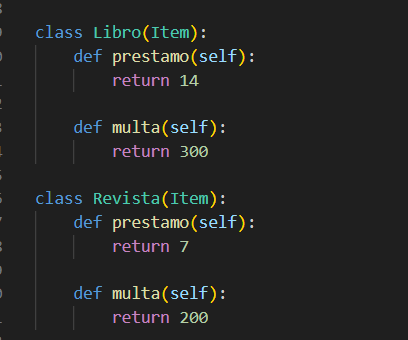 class Libro(Item):
    def prestamo(self):
        return 14
    def multa(self):
        return 300
class Revista(Item):
    def prestamo(self):
        return 7
    def multa(self):
        return 200